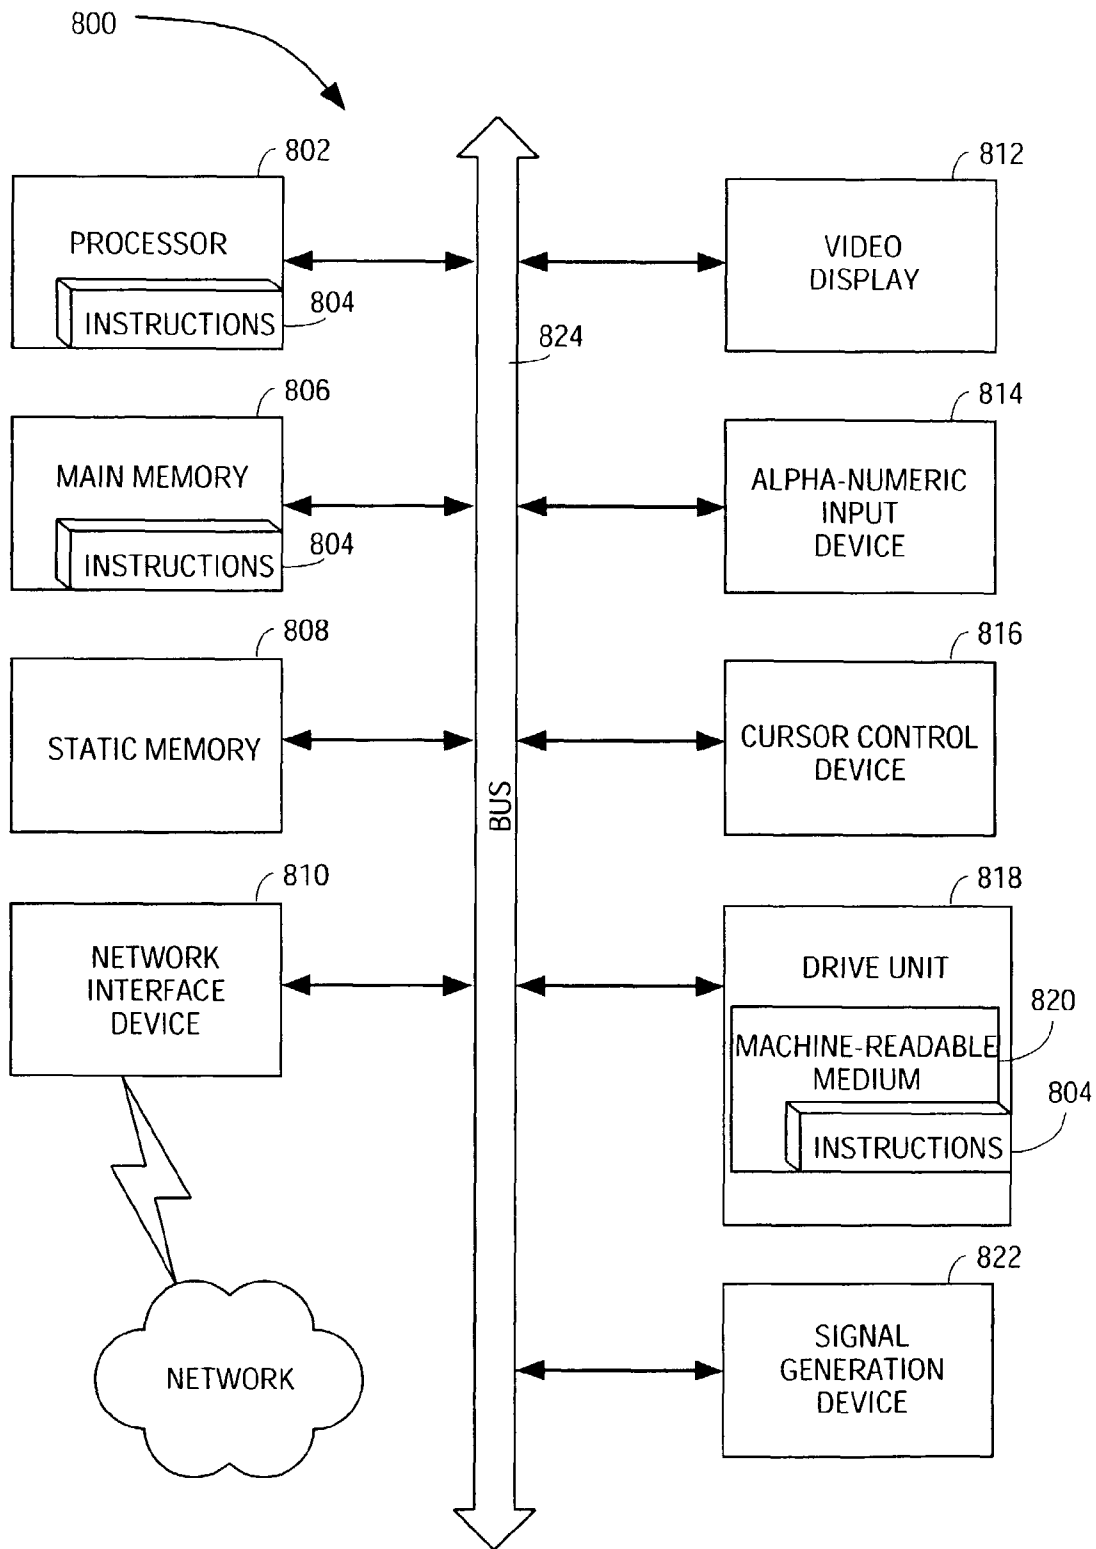 800
802
PROCESSOR
804
INSTRUCTIONS
806
MAIN MEMORY
804
INSTRUCTIONS
808
STATIC MEMORY
810
NETWORK
INTERFACE
DEVICE
NETWORK
824
BUS
812
VIDEO
DISPLAY
814
ALPHA-NUMERIC
INPUT
DEVICE
816
CURSOR CONTROL
DEVICE
818
DRIVE UNIT
820
MACHINE-READABLE
MEDIUM
804
INSTRUCTIONS
822
SIGNAL
GENERATION
DEVICE